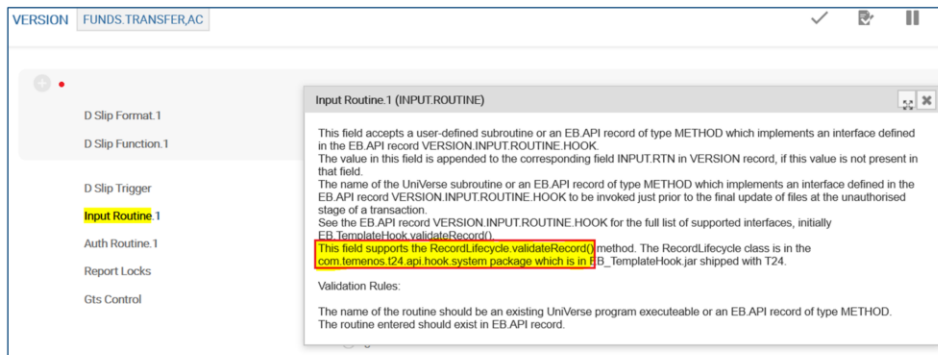 VERSION FUNDS.TRANSFER,AC
D Slip Format.1
D Slip Function.1
D Slip Trigger
Input Routine.1
Auth Routine.1
Report Locks
Gts Control
Input Routine.1 (INPUT.ROUTINE)
This field accepts a user-defined subroutine or an EB.API record of type METHOD which implements an interface defined
in the EB.API record VERSION.INPUT.ROUTINE.HOOK.
The value in this field is appended to the corresponding field INPUT.RTN in VERSION record, if this value is not present in
that field.
The name of the UniVerse subroutine or an EB.API record of type METHOD which implements an interface defined in the
EB.API record VERSION.INPUT.ROUTINE.HOOK to be invoked just prior to the final update of files at the unauthorised
stage of a transaction.
See the EB.API record VERSION.INPUT.ROUTINE.HOOK for the full list of supported interfaces, initially
EB.TemplateHook.validateRecord().
This field supports the RecordLifecycle.validateRecord() method. The RecordLifecycle class is in the
com.temenos.t24.api.hook.system package which is in EB_TemplateHook.jar shipped with T24.
Validation Rules:
The name of the routine should be an existing UniVerse program executeable or an EB.API record of type METHOD.
The routine entered should exist in EB.API record.